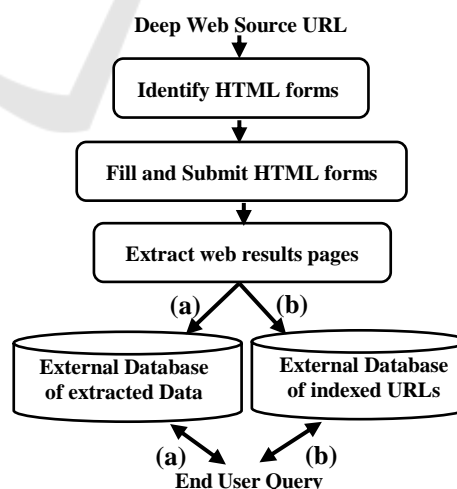 Deep Web Source URL
Identify HTML forms
Fill and Submit HTML forms
Extract web results pages
(a)
(b)
External Database
of extracted Data
External Database
of indexed URLs
(a)
(b)
End User Query